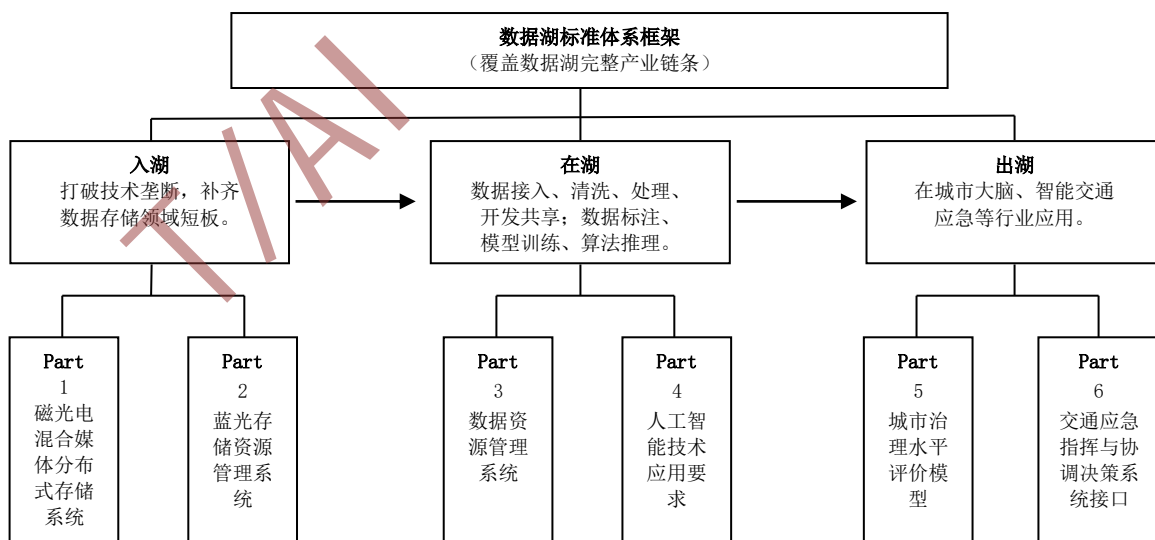 数据湖标准体系框架
（覆盖数据湖完整产业链条）
入湖
打破技术垄断，补齐
数据存储领域短板。
在湖
数据接入、清洗、处理、
开发共享；数据标注、
模型训练、算法推理。
出湖
在城市大脑、智能交通
应急等行业应用。
Part
1
磁光电
混合媒
体分布
式存储
系统
Part
2
蓝光存
储资源
管理系
统
Part
3
数据资
源管理
系统
Part
4
人工智
能技术
应用要
求
Part
5
城市治
理水平
评价模
型
Part
6
交通应急
指挥与协
调决策系
统接口
T/AI